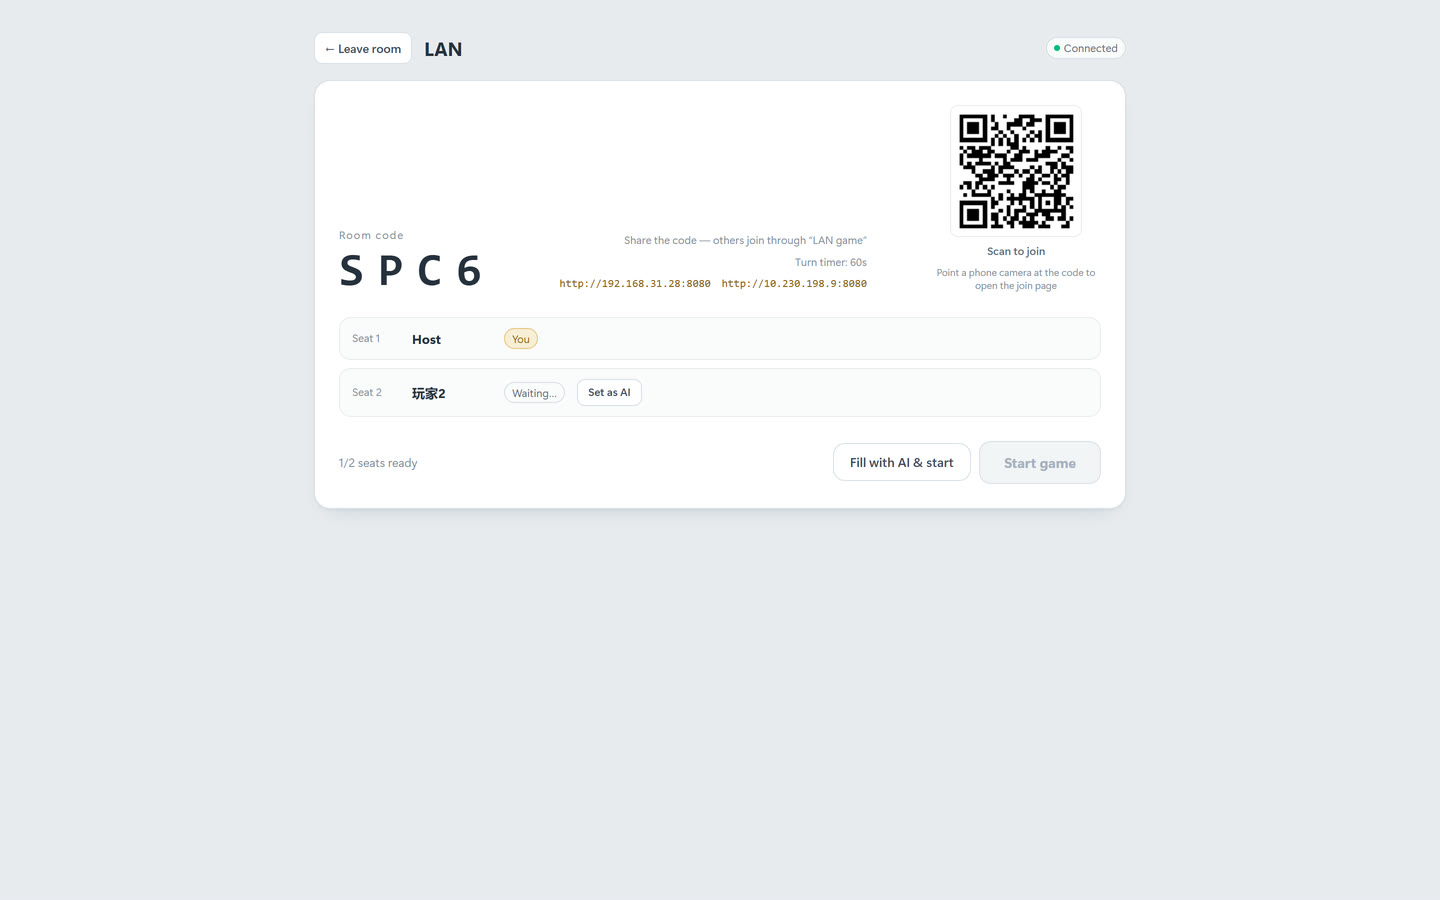 ← Leave room
LAN
Connected
Room code
SPC6
Share the code — others join through “LAN game”
Turn timer: 60s
http://192.168.31.28:8080 http://10.230.198.9:8080
Scan to join
Point a phone camera at the code to
open the join page
Seat 1 Host You
Seat 2 玩家2 Waiting... Set as AI
1/2 seats ready
Fill with AI & start
Start game